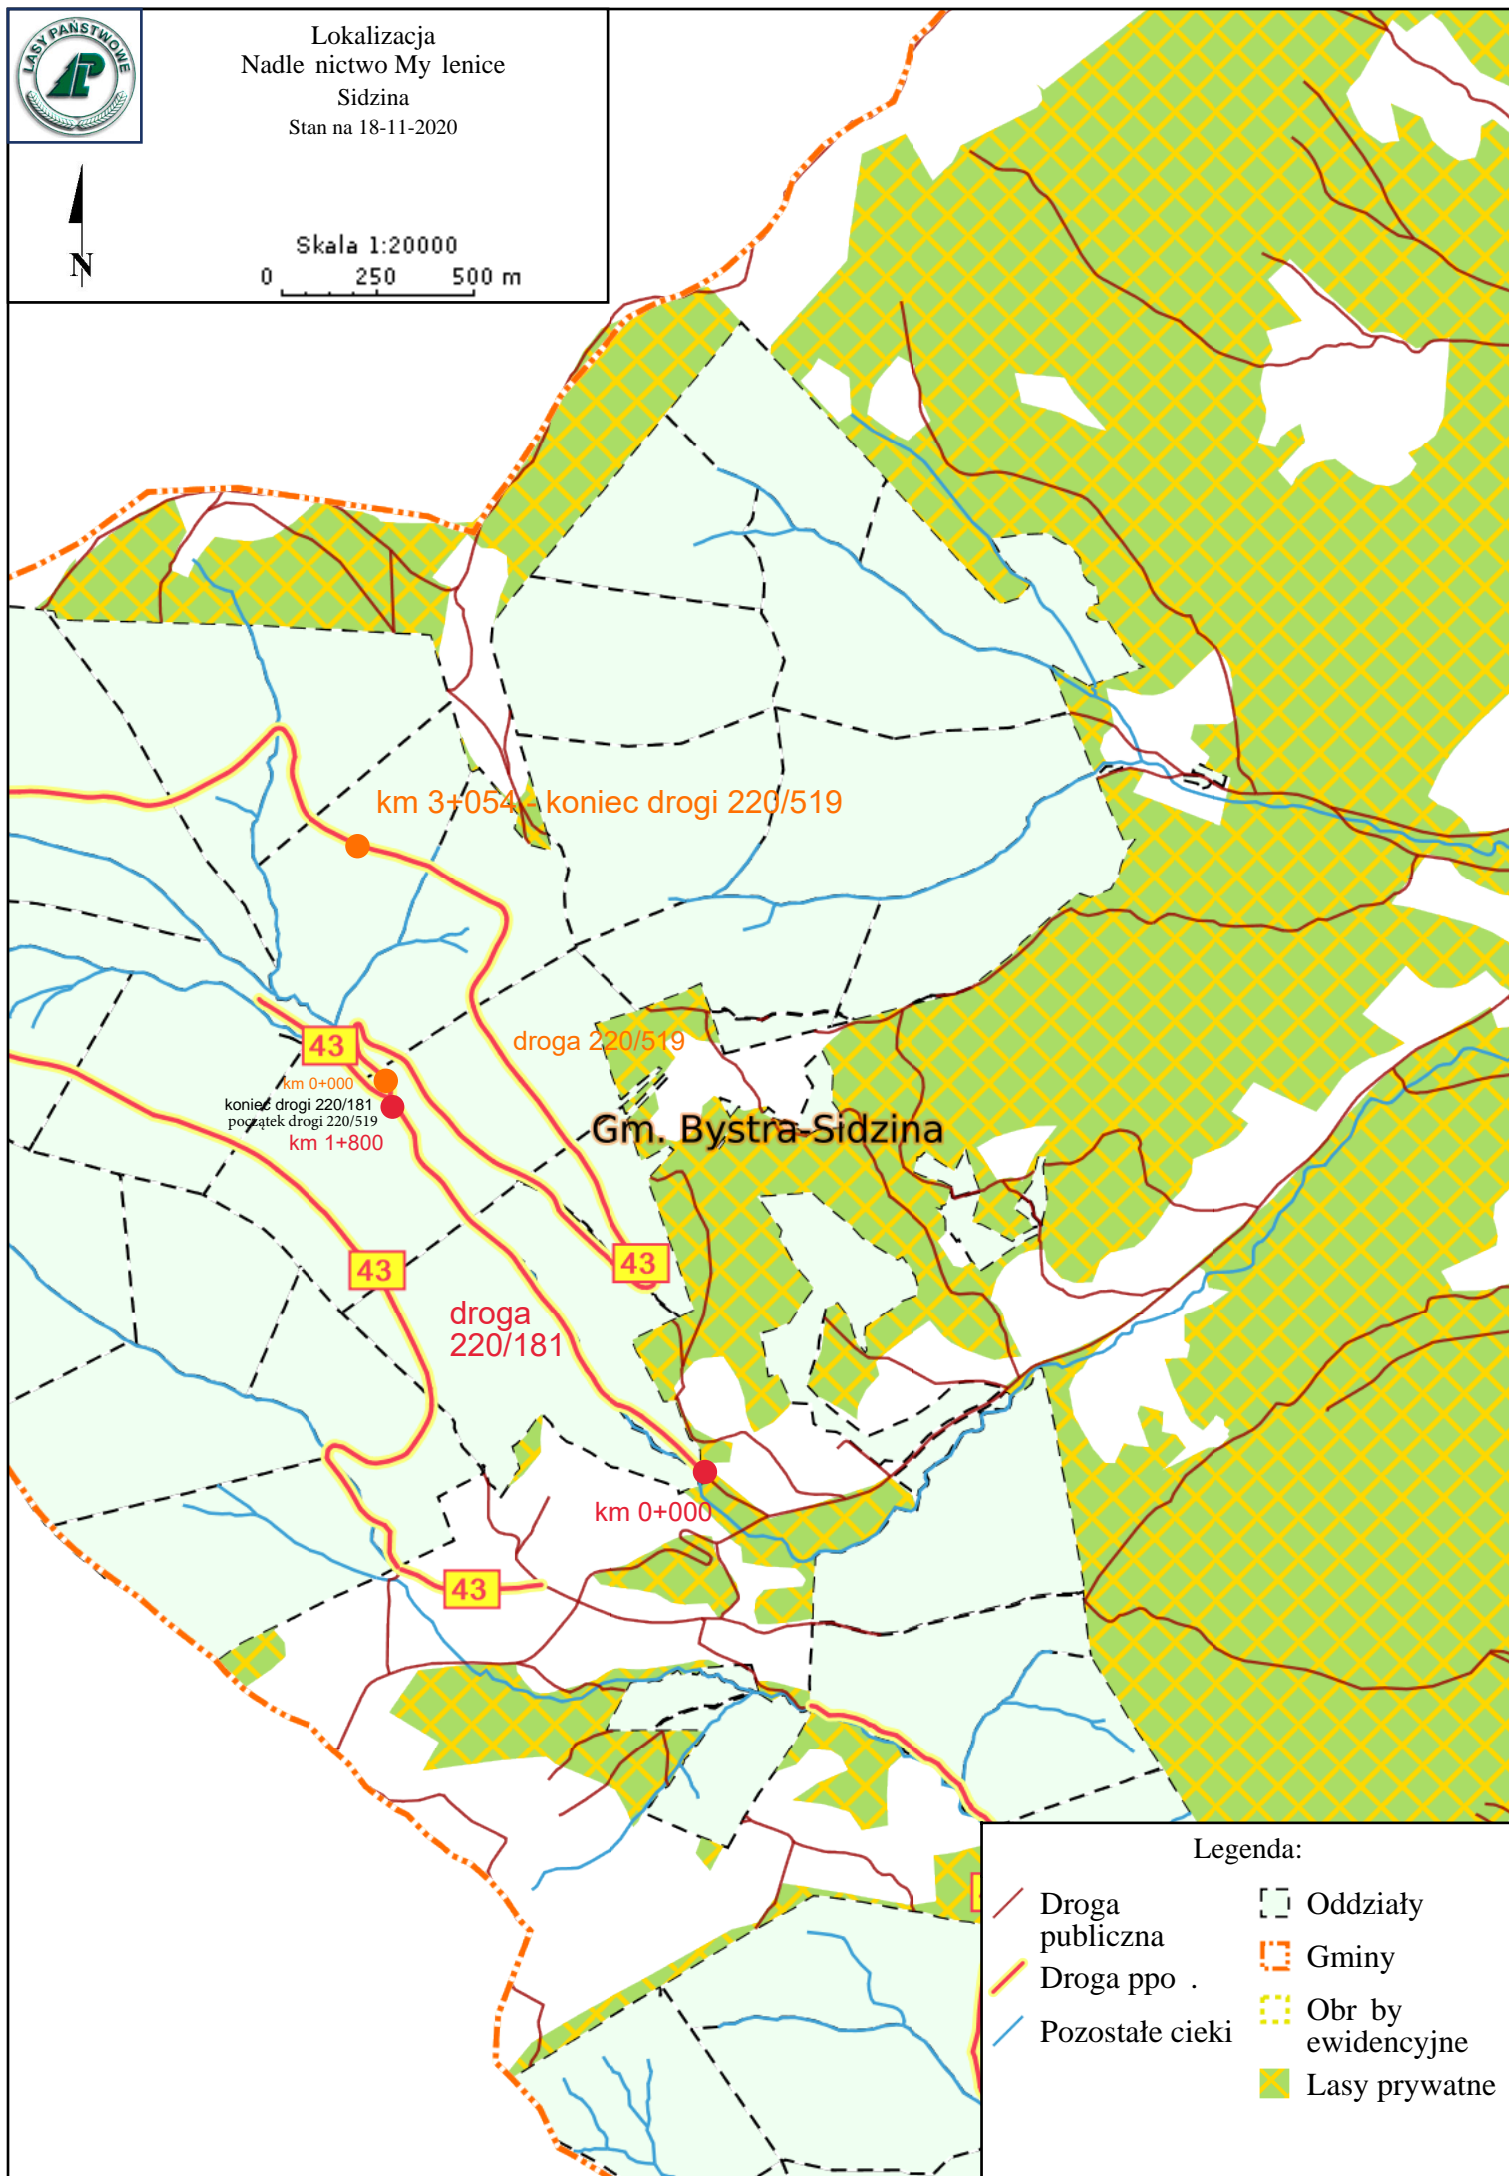 LASY PAŃSTWOWE
LP
Lokalizacja
Nadle nictwo My lenice
Sidzina
Stan na 18-11-2020
N
Skala 1:20000
0 250 500 m
km 3+054 - koniec drogi 220/519
droga 220/519
43
km 0+000
koniec drogi 220/181
początek drogi 220/519
km 1+800
Gm. Bystra-Sidzina
43
43
droga
220/181
km 0+000
43
Legenda:
Droga
publiczna
Droga ppo .
Pozostałe cieki
Oddziały
Gminy
Obr by
ewidencyjne
Lasy prywatne